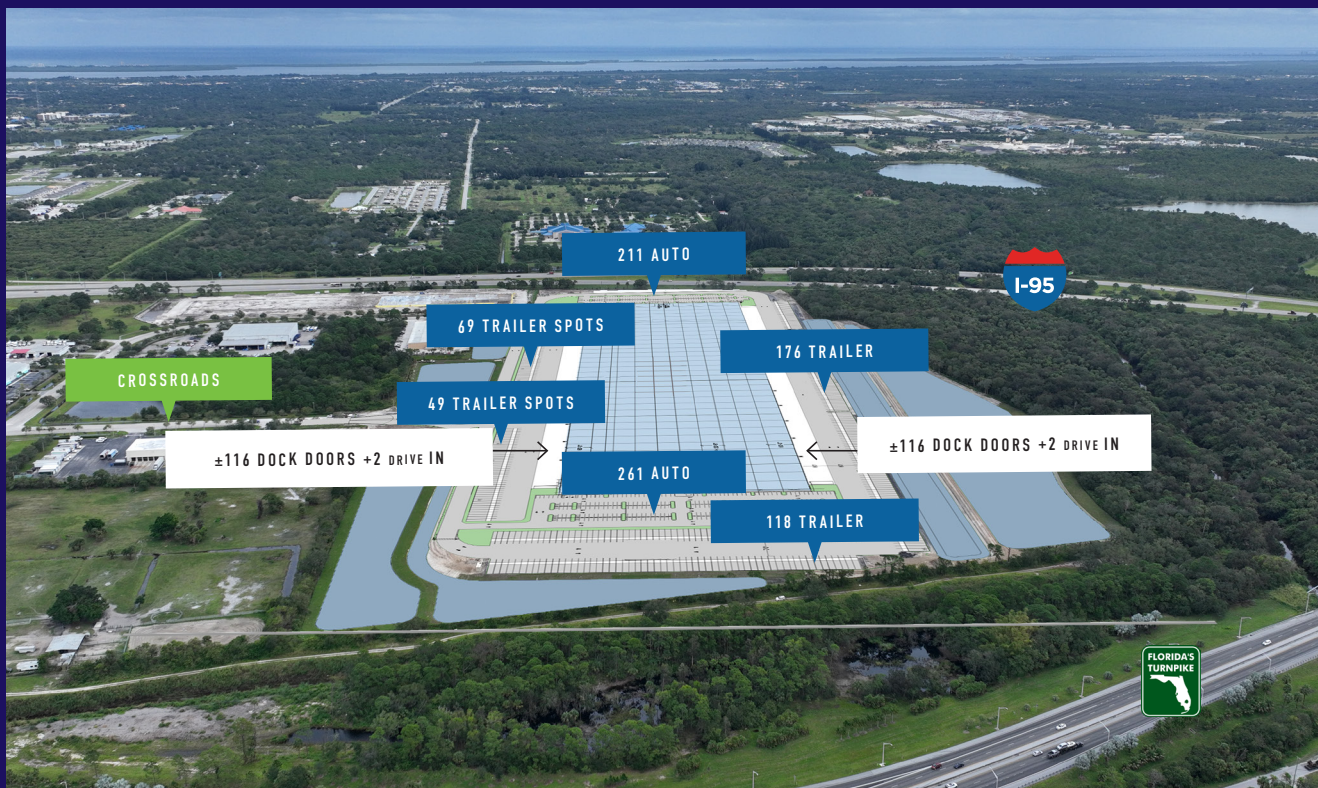 211 AUTO
I-95
69 TRAILER SPOTS
176 TRAILER
CROSSROADS
49 TRAILER SPOTS
±116 DOCK DOORS +2 DRIVE IN
±116 DOCK DOORS +2 DRIVE IN
261 AUTO
118 TRAILER
FLORIDA'S
TURNPIKE